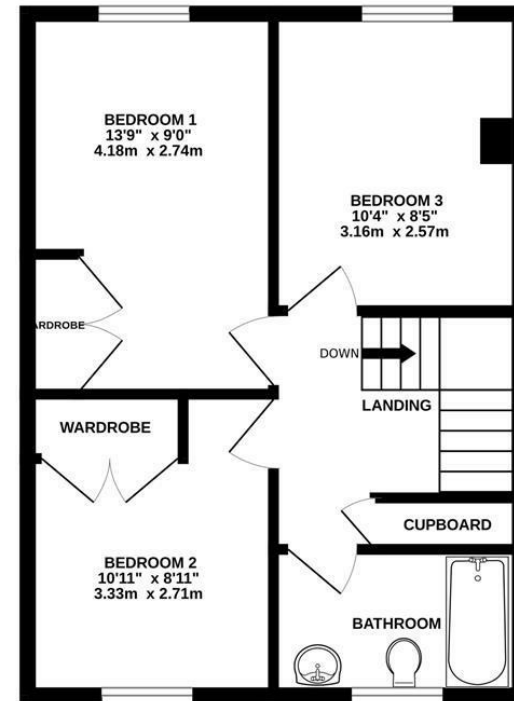 BEDROOM 1
13'9" x 9'0"
4.18m x 2.74m
BEDROOM 3
10'4" x 8'5"
3.16m x 2.57m
ARDROBE
DOWN
LANDING
WARDROBE
CUPBOARD
BEDROOM 2
10'11" x 8'11"
3.33m x 2.71m
BATHROOM